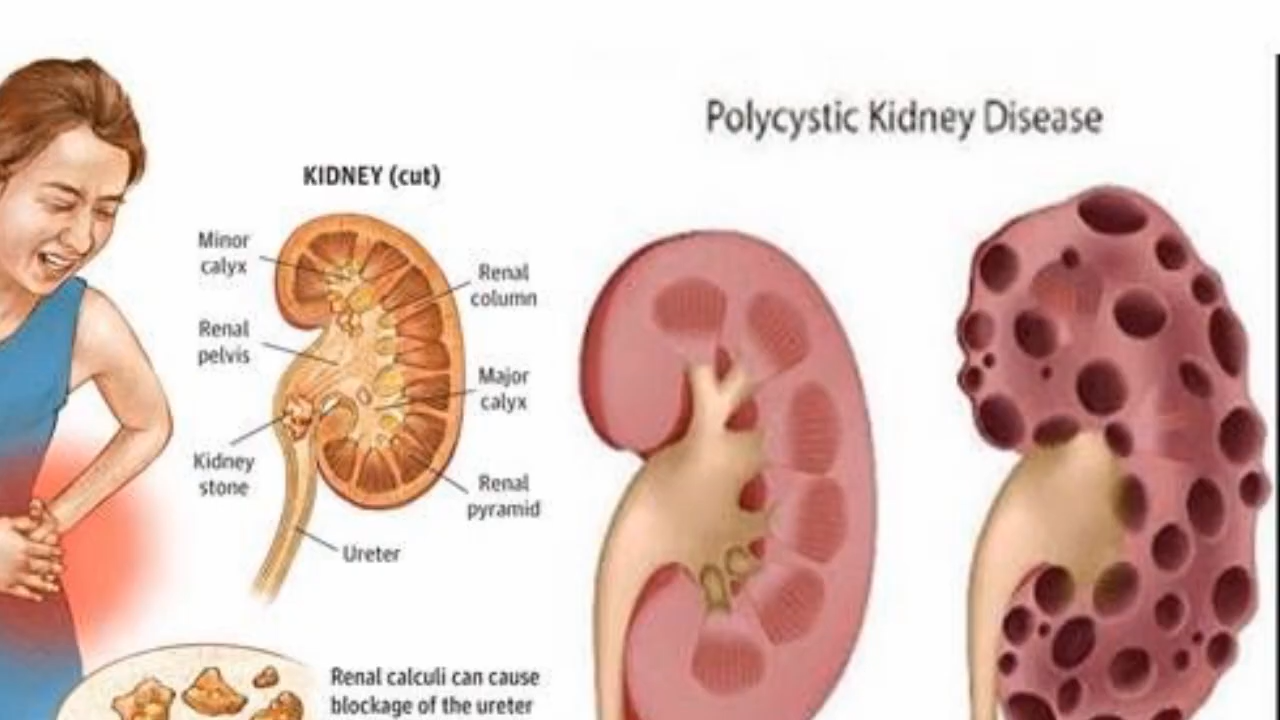 Polycystic Kidney Disease
KIDNEY (cut)
Minor
calyx
Renal
column
Renal
pelvis
Major
calyx
Kidney
stone
Renal
pyramid
Ureter
Renal calculi can cause
blockage of the ureter